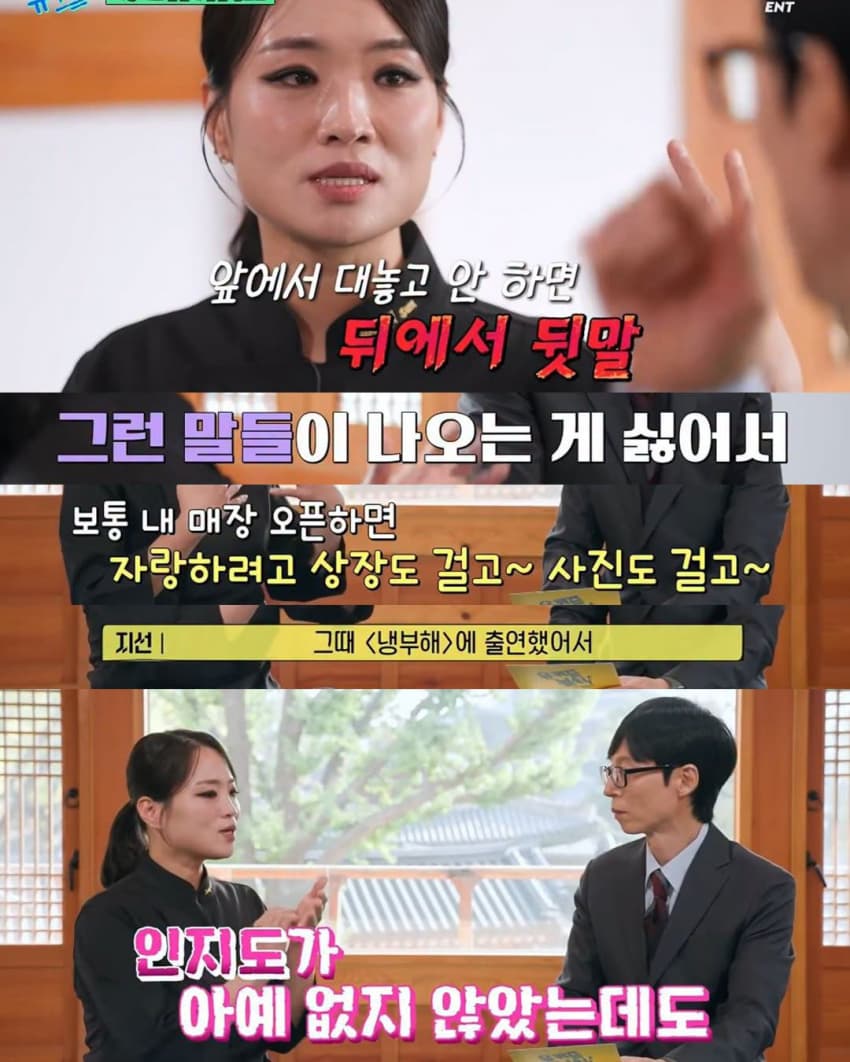 ENT
앞에서 대놓고 안 하면
뒤에서 뒷말
그런 말들이 나오는 게 싫어서
보통 내 매장 오픈하면
자랑하려고 상장도 걸고~ 사진도 걸고~
지선 | 그때 <냉부해>에 출연했어서
인지도가
아예 없지 않았는데도